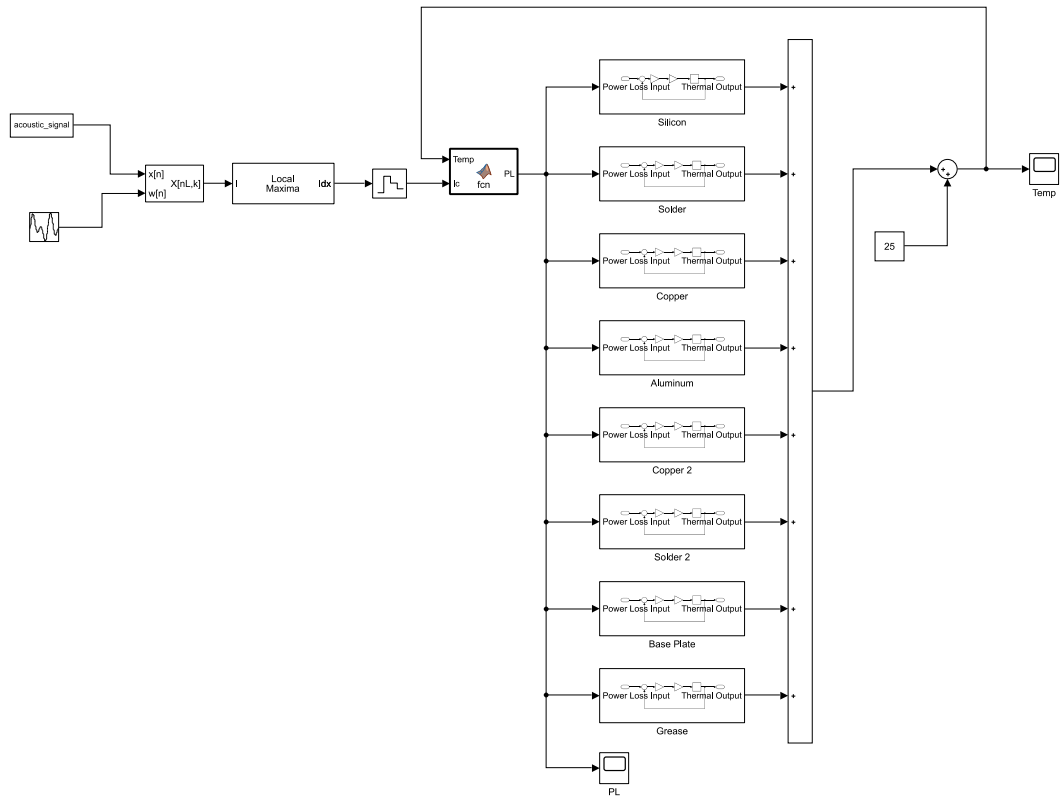 acoustic_signal
x[n]
w[n]
X[nL,k]
I
Local
Maxima
Idx
Temp
Ic
fcn
PL
Power Loss Input
Thermal Output
Silicon
+
Power Loss Input
Thermal Output
Solder
+
Power Loss Input
Thermal Output
Copper
+
Power Loss Input
Thermal Output
Aluminum
+
Power Loss Input
Thermal Output
Copper 2
+
Power Loss Input
Thermal Output
Solder 2
+
Power Loss Input
Thermal Output
Base Plate
+
Power Loss Input
Thermal Output
Grease
+
PL
+
+
25
Temp